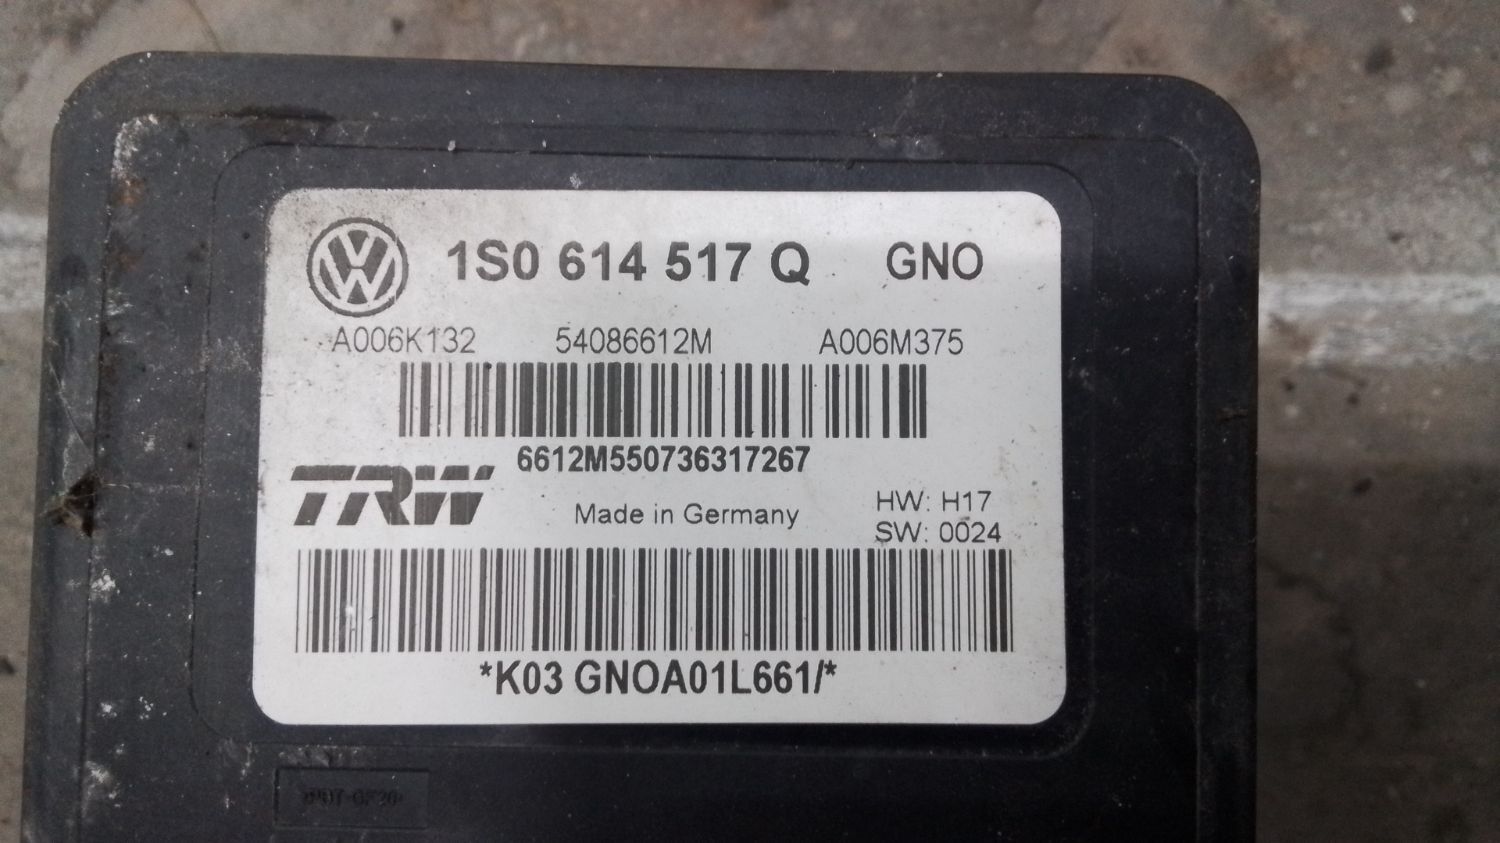 1S0 614 517 Q GNO
A006K132 54086612M A006M375
6612M550736317267
TRW
Made in Germany
HW: H17
SW: 0024
*K03 GNOA01L661/*